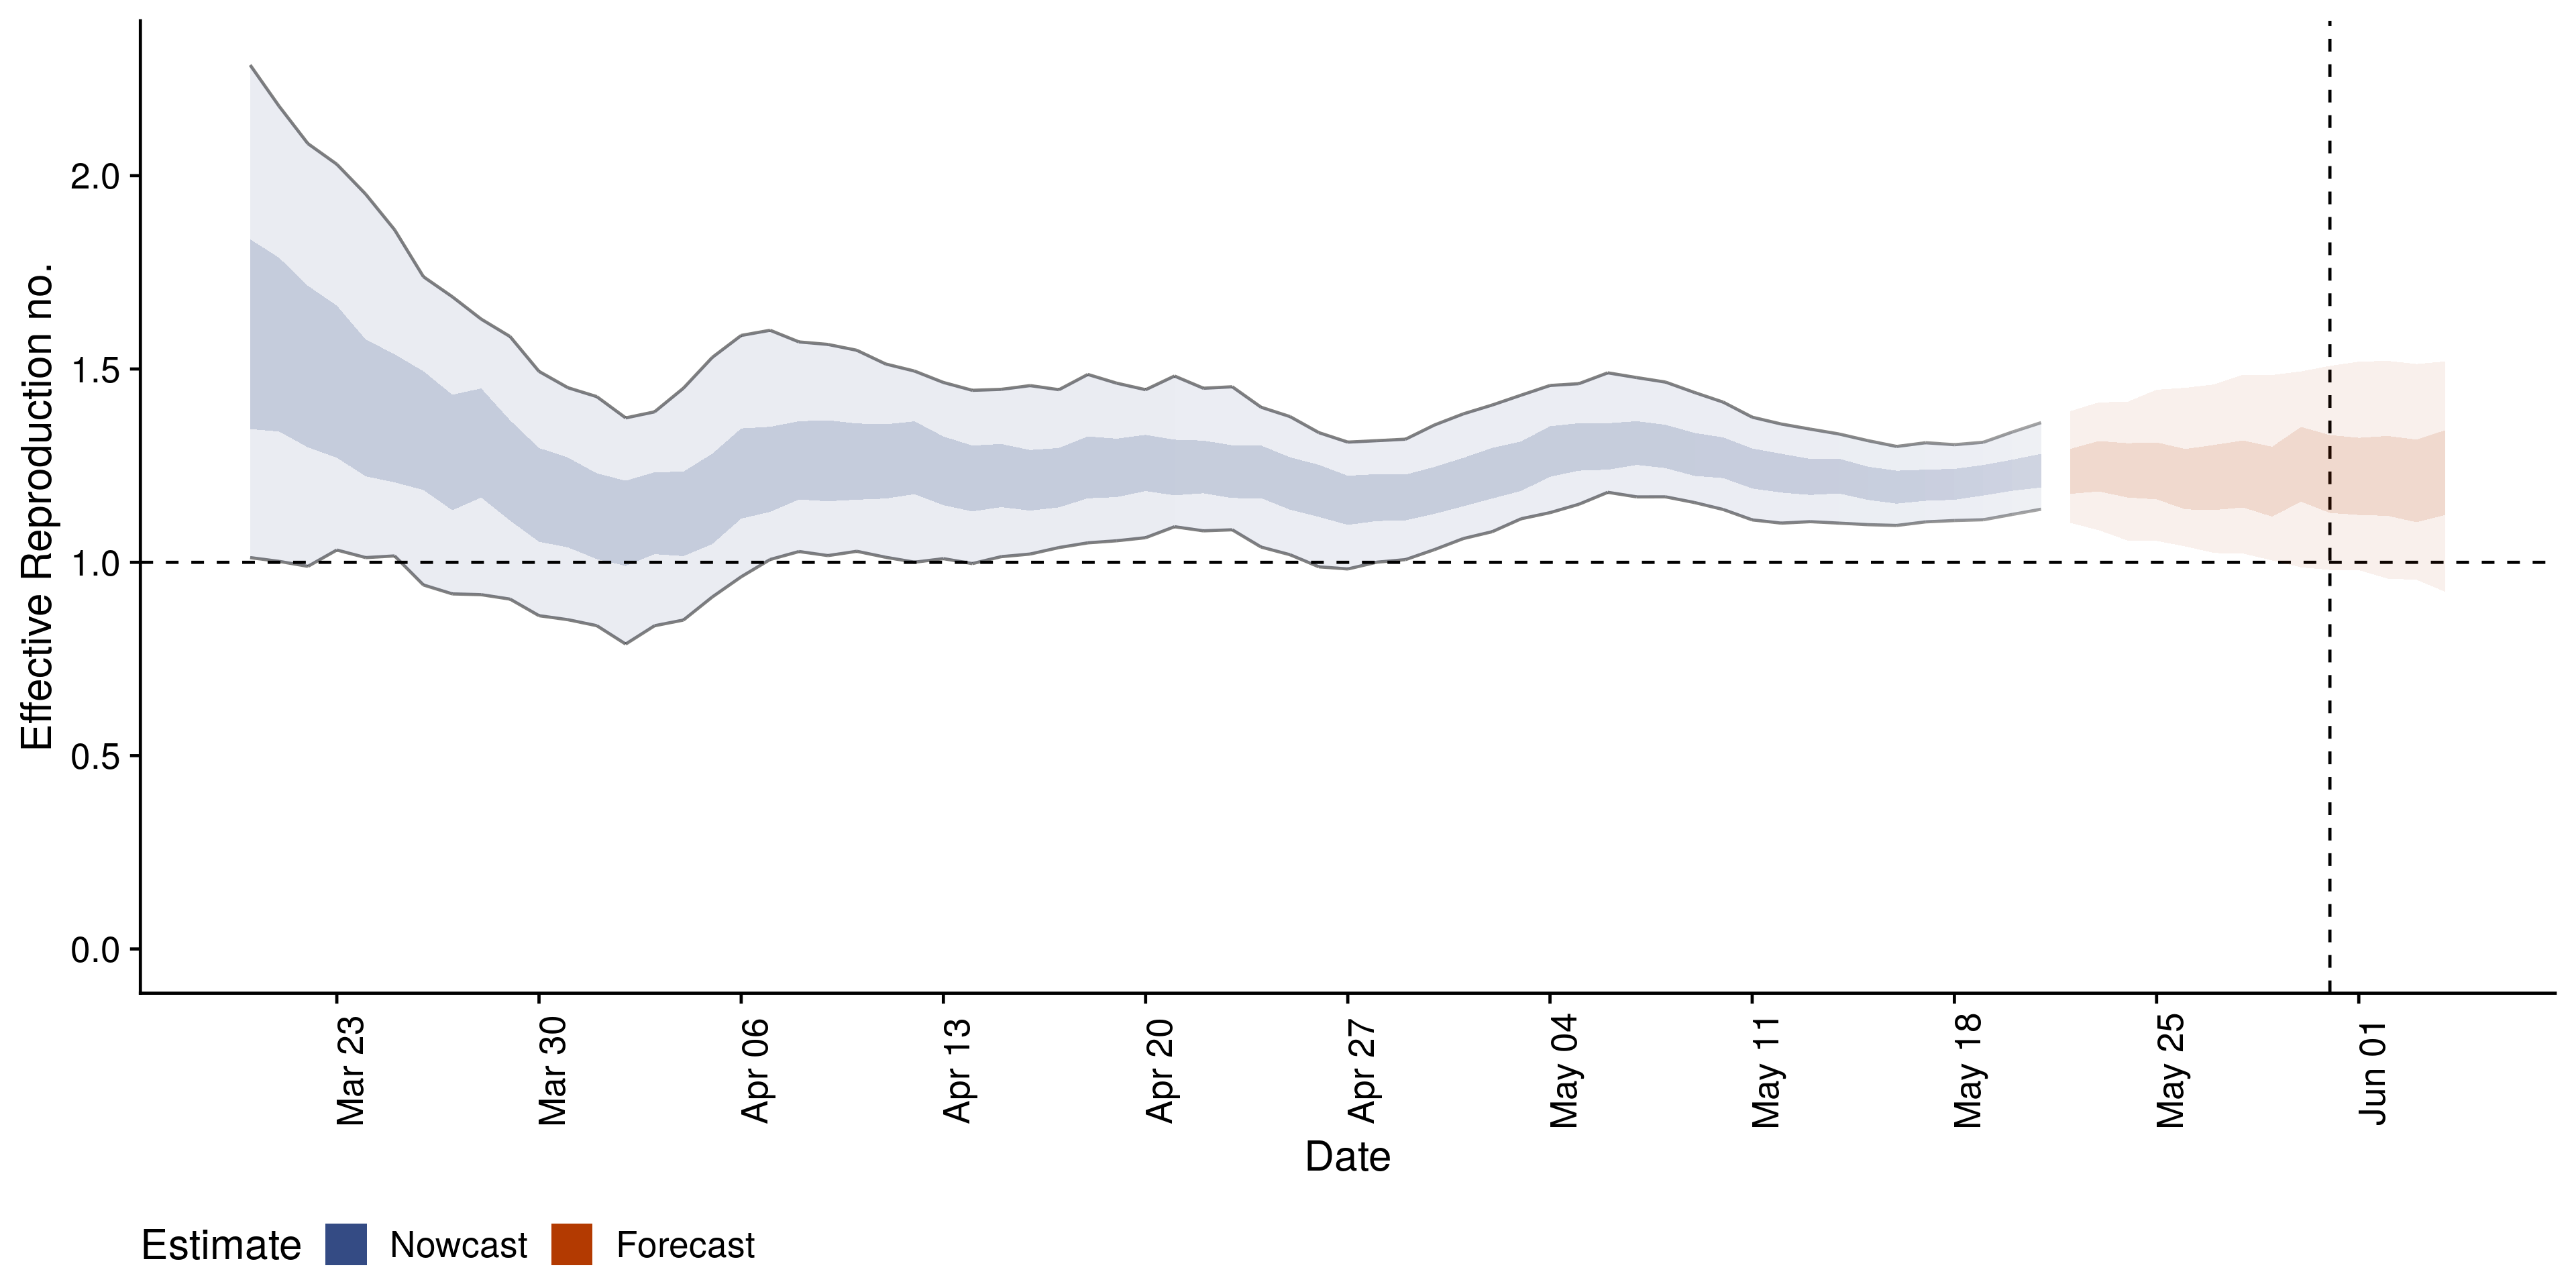 Effective Reproduction no.
2.0
1.5
1.0
0.5
0.0
Mar 23
Mar 30
Apr 06
Apr 13
Apr 20
Apr 27
May 04
May 11
May 18
May 25
Jun 01
Date
Estimate Nowcast Forecast